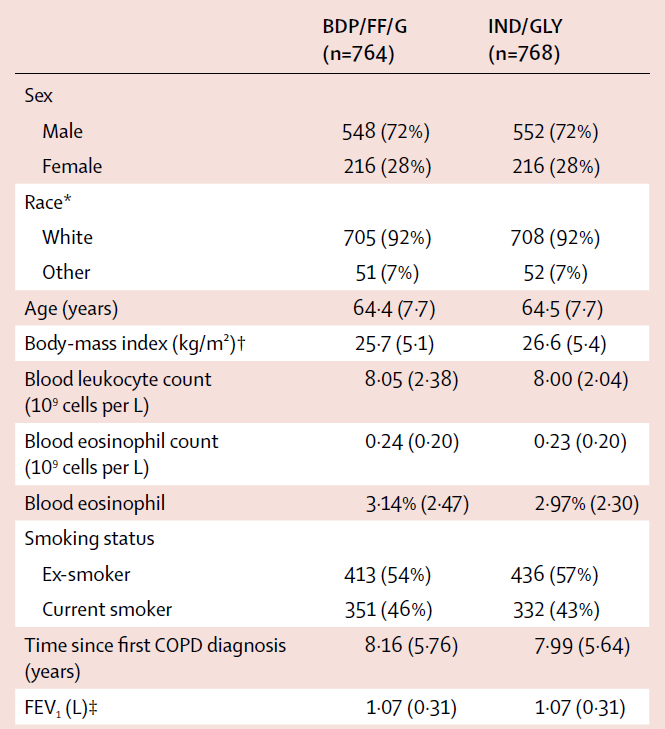 BDP/FF/G IND/GLY
(n=764) (n=768)
Sex
Male 548 (72%) 552 (72%)
Female 216 (28%) 216 (28%)
Race*
White 705 (92%) 708 (92%)
Other 51 (7%) 52 (7%)
Age (years) 64·4 (7·7) 64·5 (7·7)
Body-mass index (kg/m²)† 25·7 (5·1) 26·6 (5·4)
Blood leukocyte count 8·05 (2·38) 8·00 (2·04)
(10⁹ cells per L)
Blood eosinophil count 0·24 (0·20) 0·23 (0·20)
(10⁹ cells per L)
Blood eosinophil 3·14% (2·47) 2·97% (2·30)
Smoking status
Ex-smoker 413 (54%) 436 (57%)
Current smoker 351 (46%) 332 (43%)
Time since first COPD diagnosis 8·16 (5·76) 7·99 (5·64)
(years)
FEV₁ (L)‡ 1·07 (0·31) 1·07 (0·31)